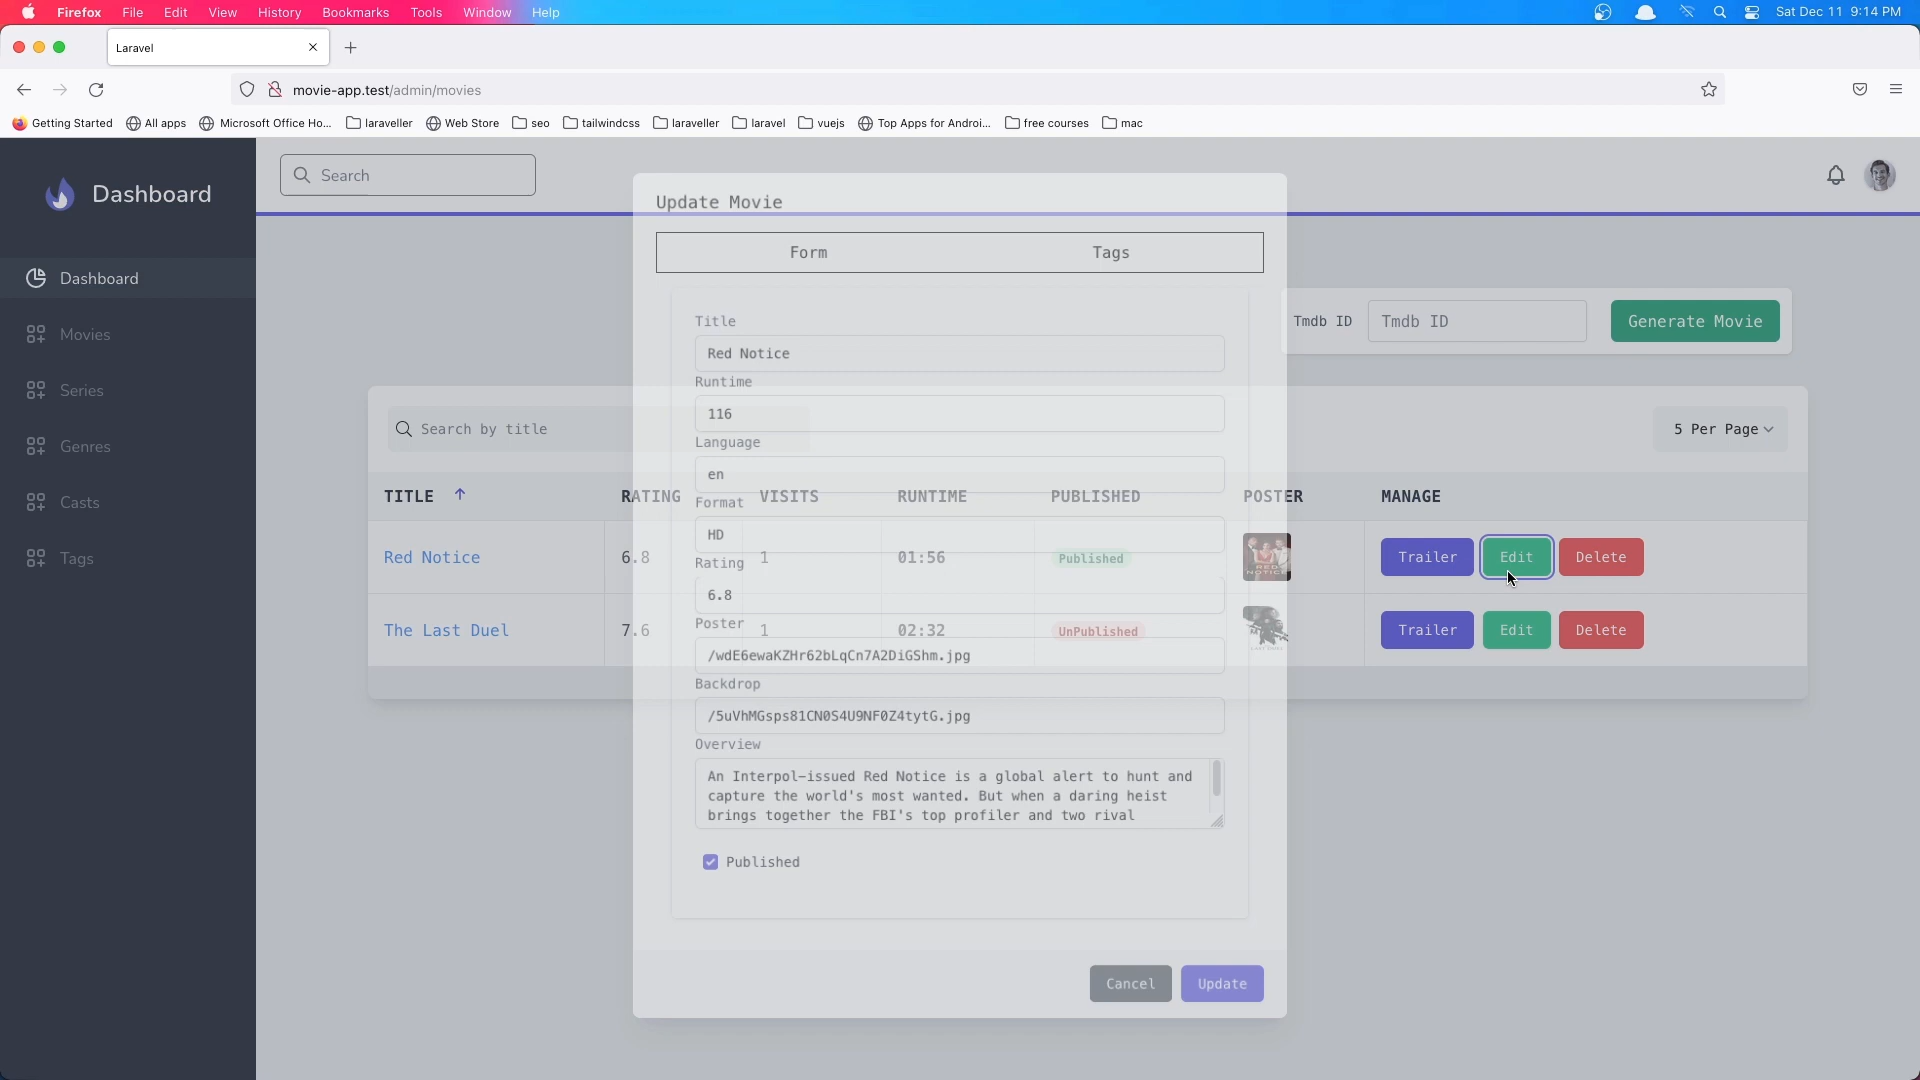 Firefox File Edit View History Bookmarks Tools Window Help Sat Dec 11 9:14 PM
Laravel
movie-app.test/admin/movies
Getting Started All apps Microsoft Office Ho... laraveller Web Store seo tailwindcss laraveller laravel vuejs Top Apps for Androi... free courses mac
Dashboard
Search
Dashboard
Movies
Series
Genres
Casts
Tags
Tmdb ID Tmdb ID Generate Movie
Search by title 5 Per Page
TITLE RATING VISITS RUNTIME PUBLISHED POSTER MANAGE
Red Notice 6.8 1 01:56 Published Trailer Edit Delete
The Last Duel 7.6 1 02:32 UnPublished Trailer Edit Delete
Update Movie
Form Tags
Title
Red Notice
Runtime
116
Language
en
Format
HD
Rating
6.8
Poster
/wdE6ewaKZHr62bLqCn7A2DiGShm.jpg
Backdrop
/5uVhMGsps81CN0S4U9NF0Z4tytG.jpg
Overview
An Interpol-issued Red Notice is a global alert to hunt and
capture the world's most wanted. But when a daring heist
brings together the FBI's top profiler and two rival
Published
Cancel Update